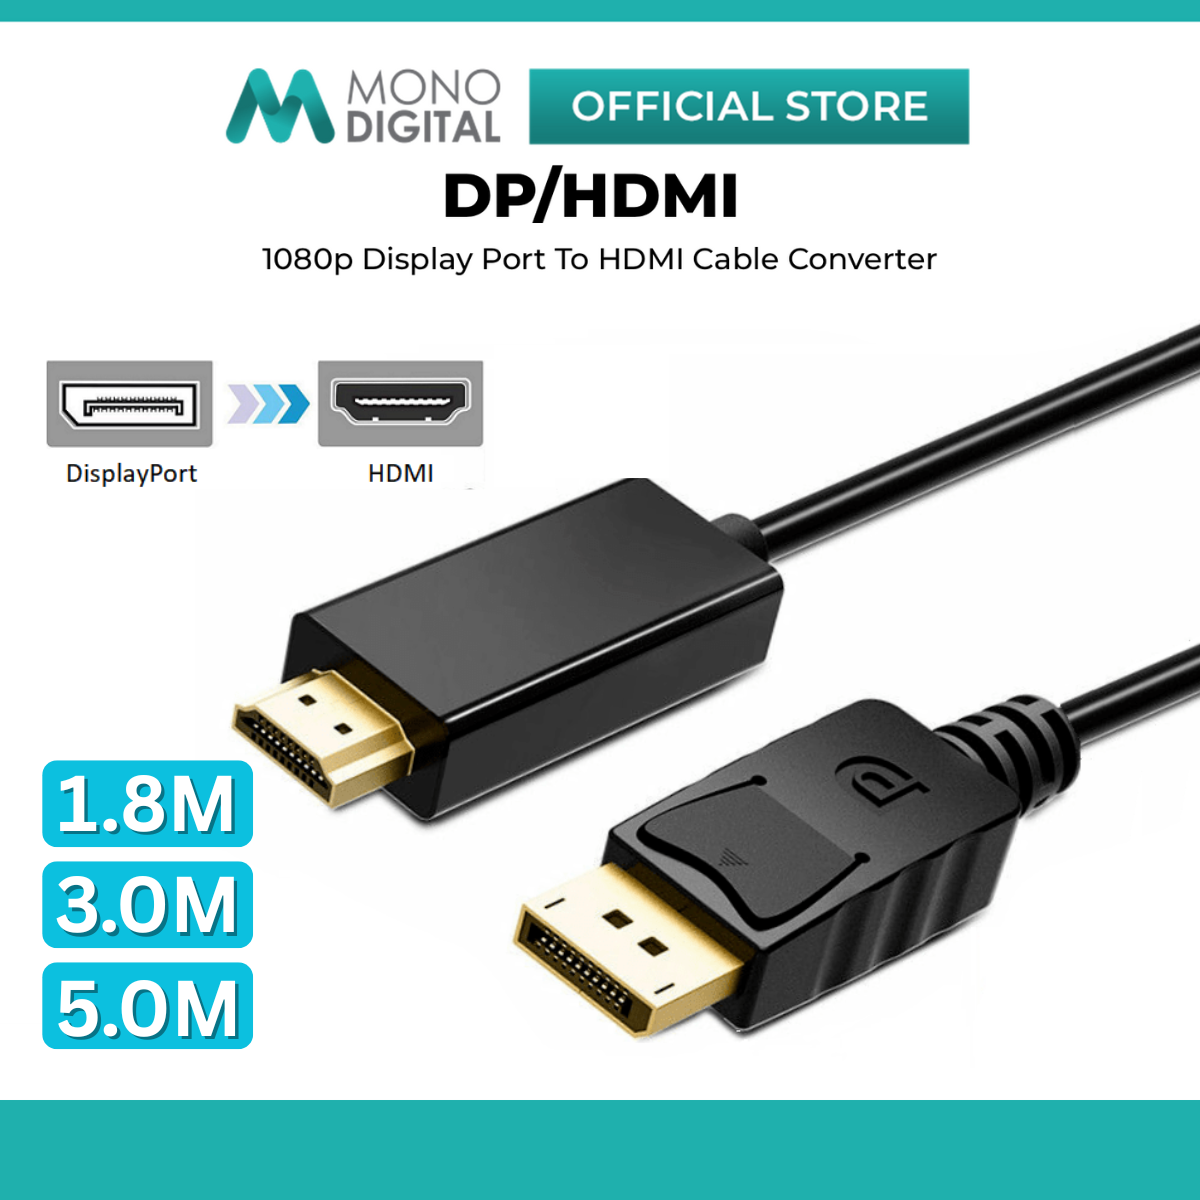 MONO
DIGITAL
OFFICIAL STORE
DP/HDMI
1080p Display Port To HDMI Cable Converter
DisplayPort
HDMI
1.8M
3.0M
5.0M